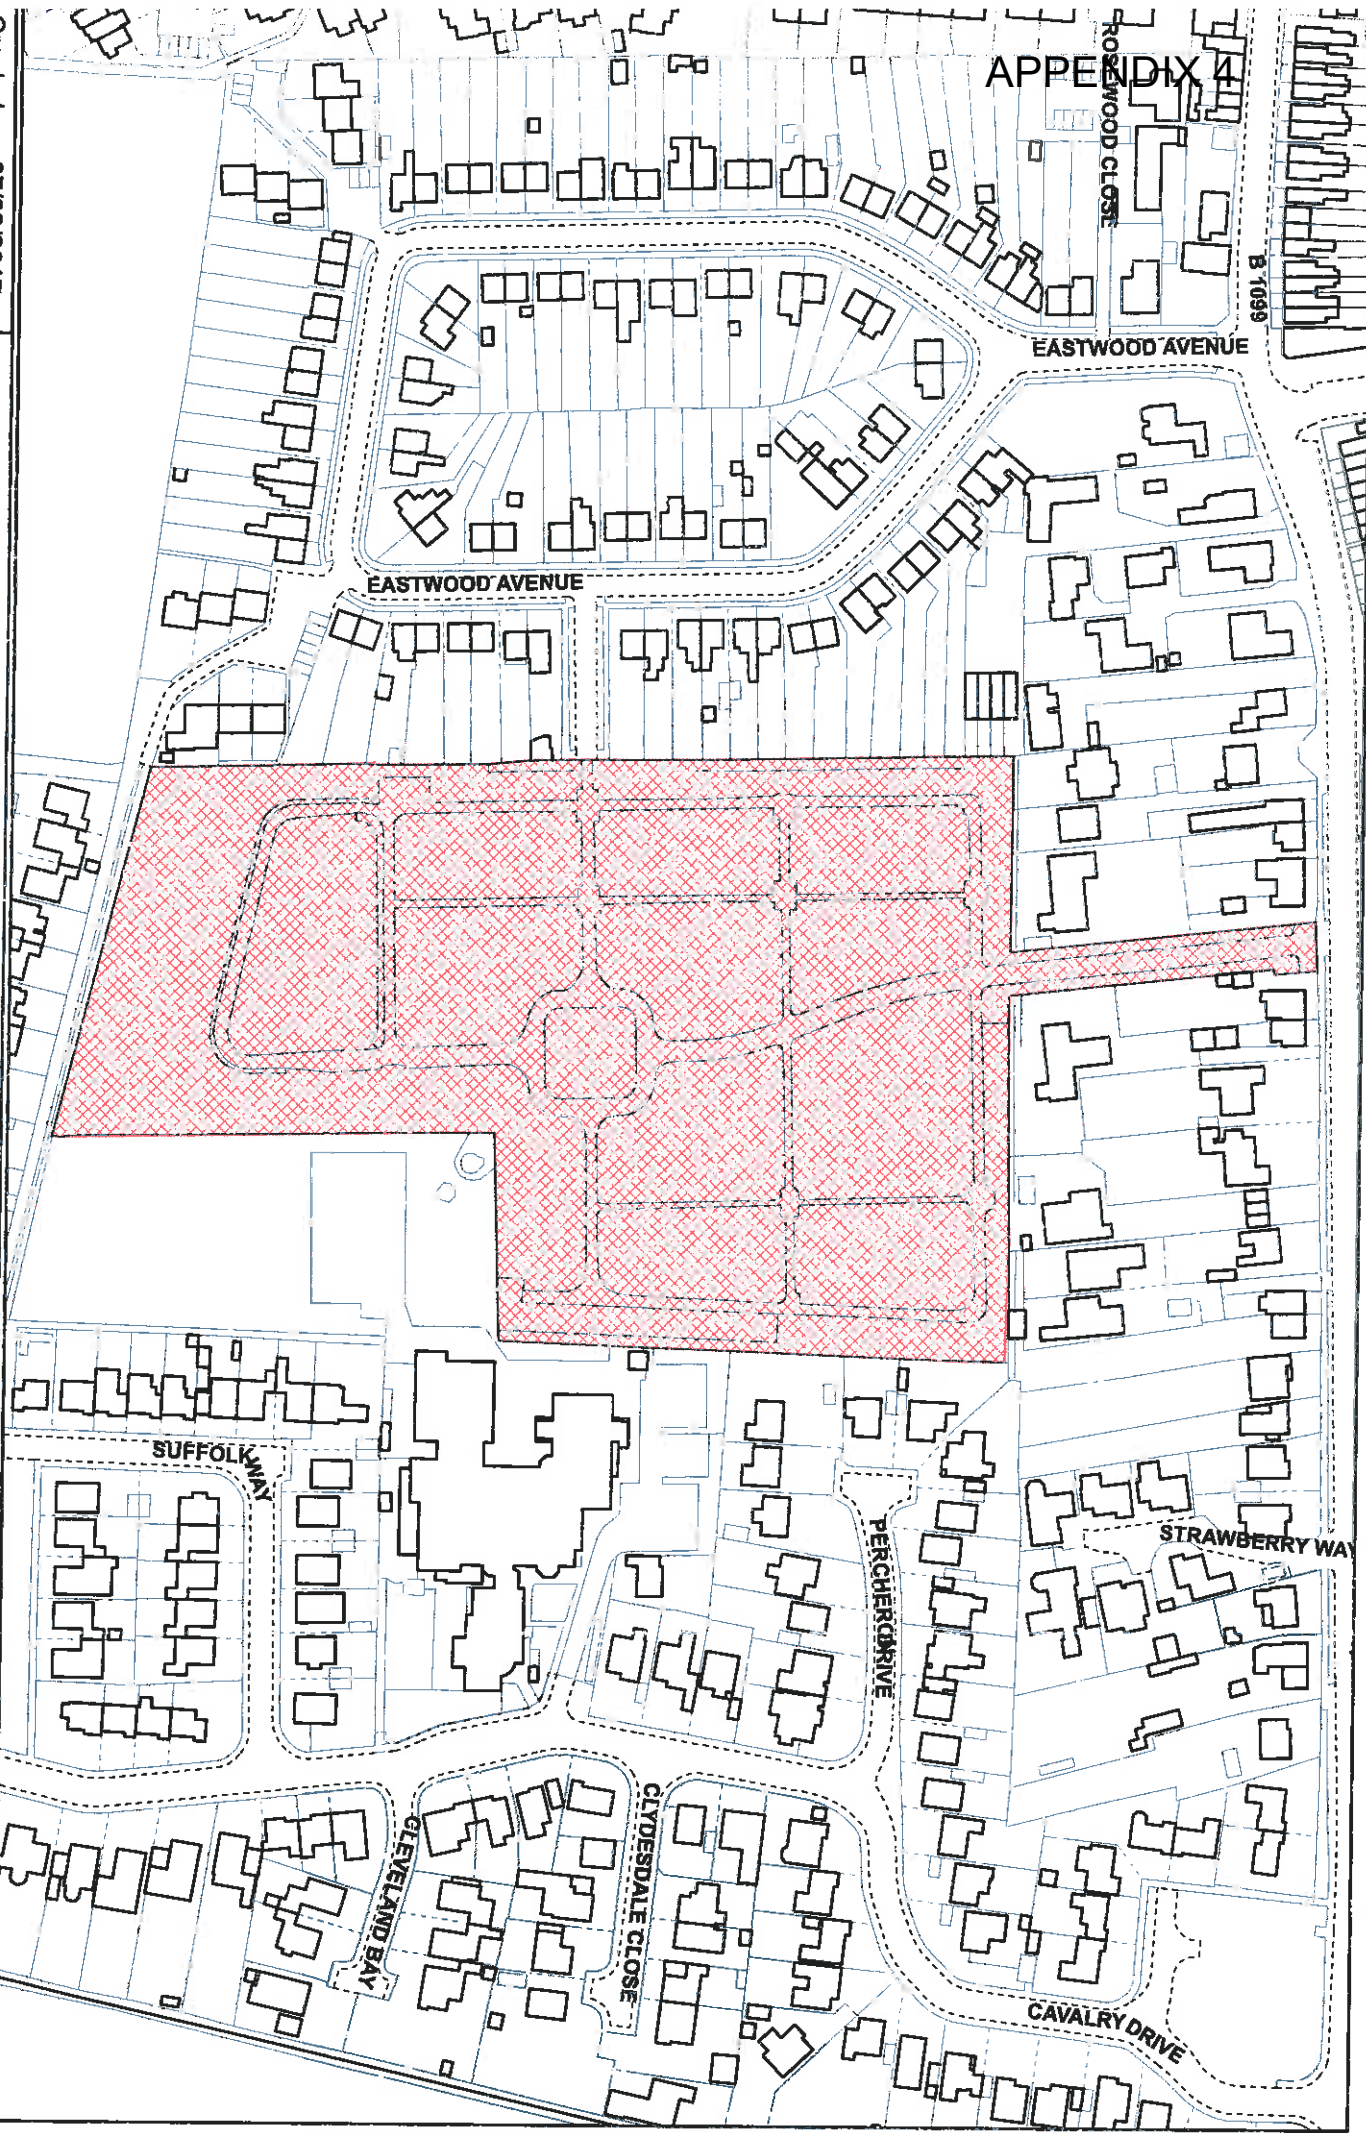 APPENDIX 4
ROSEWOOD CLOSE
B 1099
EASTWOOD AVENUE
EASTWOOD AVENUE
SUFFOLK WAY
STRAWBERRY WAY
PERCHERON DRIVE
CLYDESDALE CLOSE
CLEVELAND BAY
CAVALRY DRIVE